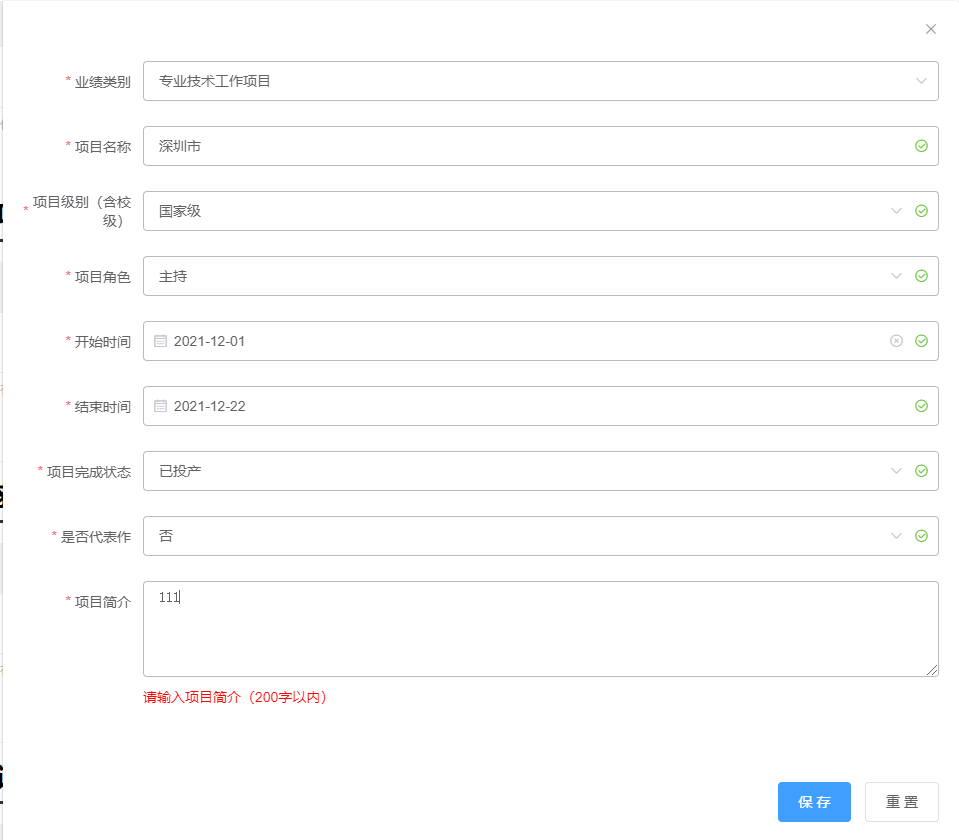 * 业绩类别 专业技术工作项目
* 项目名称 深圳市
* 项目级别（含校
级） 国家级
* 项目角色 主持
* 开始时间 2021-12-01
* 结束时间 2021-12-22
* 项目完成状态 已投产
* 是否代表作 否
* 项目简介 111
请输入项目简介（200字以内）
保存 重置